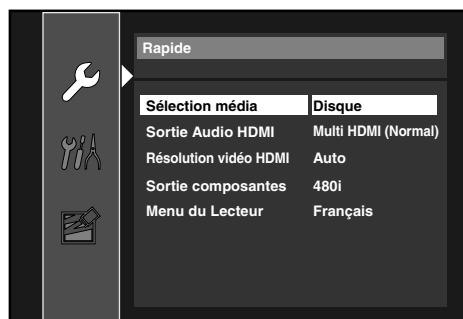 Rapide
Sélection média Disque
Sortie Audio HDMI Multi HDMI (Normal)
Résolution vidéo HDMI Auto
Sortie composantes 480i
Menu du Lecteur Français